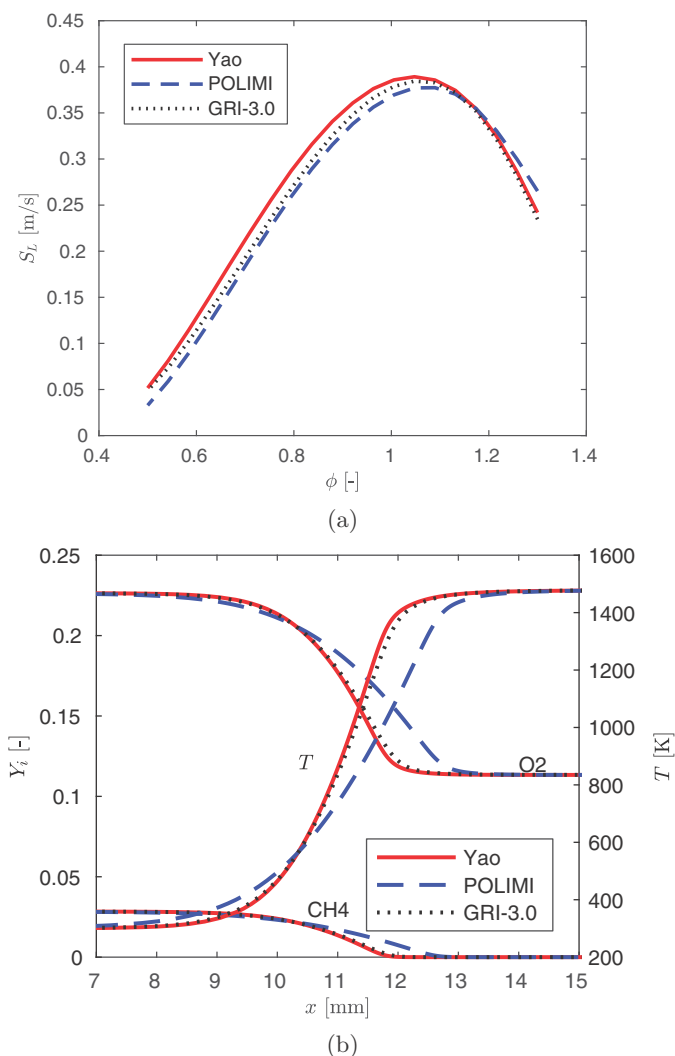 0.45
0.4
0.35
0.3
0.25
0.2
0.15
0.1
0.05
0
S_L [m/s]
Yao
POLIMI
GRI-3.0
0.4 0.6 0.8 1 1.2 1.4
ϕ [-]
(a)
0.25
0.2
0.15
0.1
0.05
0
Y_i [-]
1600
1400
1200
1000
800
600
400
200
T [K]
T
O2
CH4
Yao
POLIMI
GRI-3.0
7 8 9 10 11 12 13 14 15
x [mm]
(b)